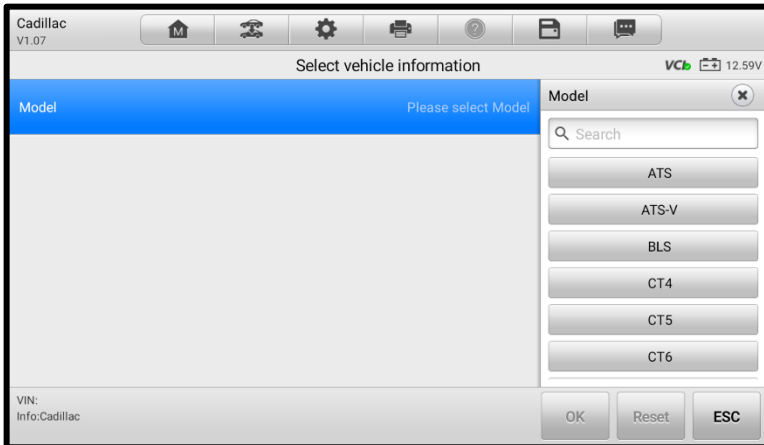 Cadillac
V1.07
M
Select vehicle information
VCI
12.59V
Model
Please select Model
Model
Search
ATS
ATS-V
BLS
CT4
CT5
CT6
VIN:
Info:Cadillac
OK
Reset
ESC